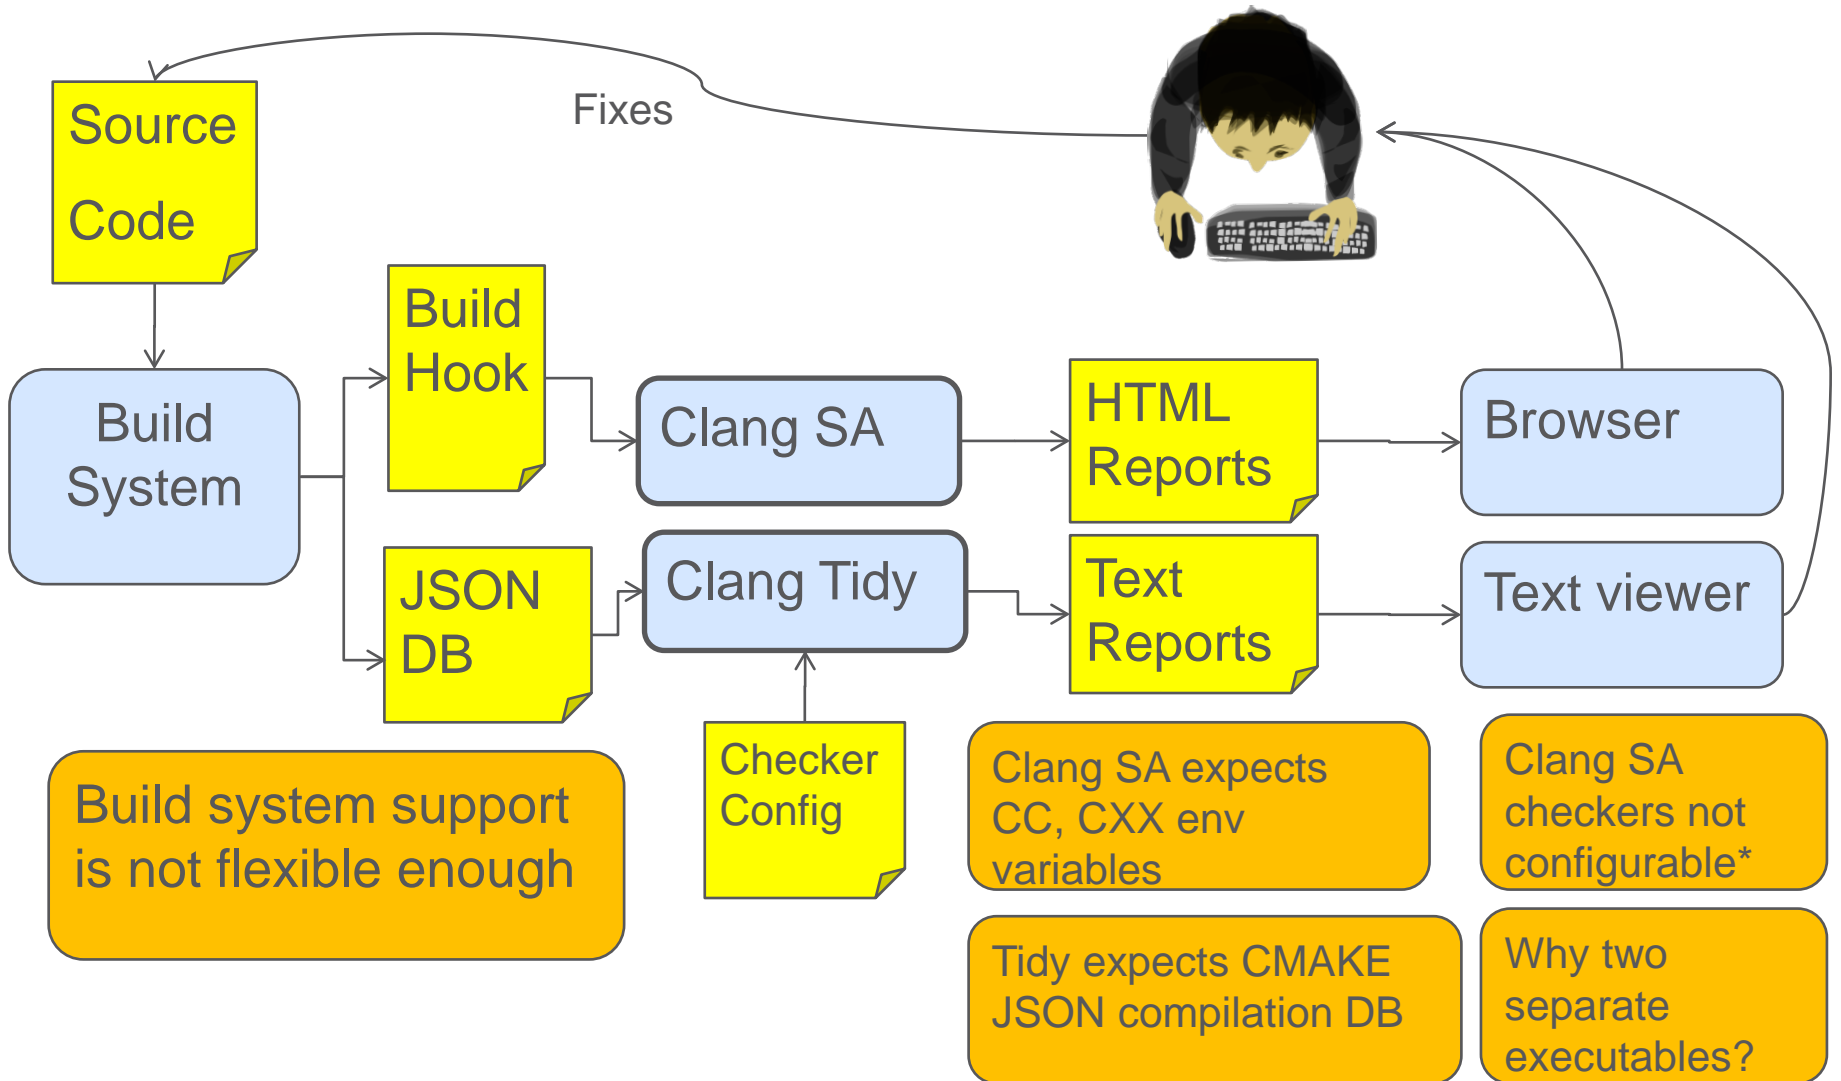 Fixes
Source
Code
Build
Hook
Build
System
Clang SA
HTML
Reports
Browser
JSON
DB
Clang Tidy
Text
Reports
Text viewer
Checker
Config
Build system support
is not flexible enough
Clang SA expects
CC, CXX env
variables
Clang SA
checkers not
configurable*
Tidy expects CMAKE
JSON compilation DB
Why two
separate
executables?